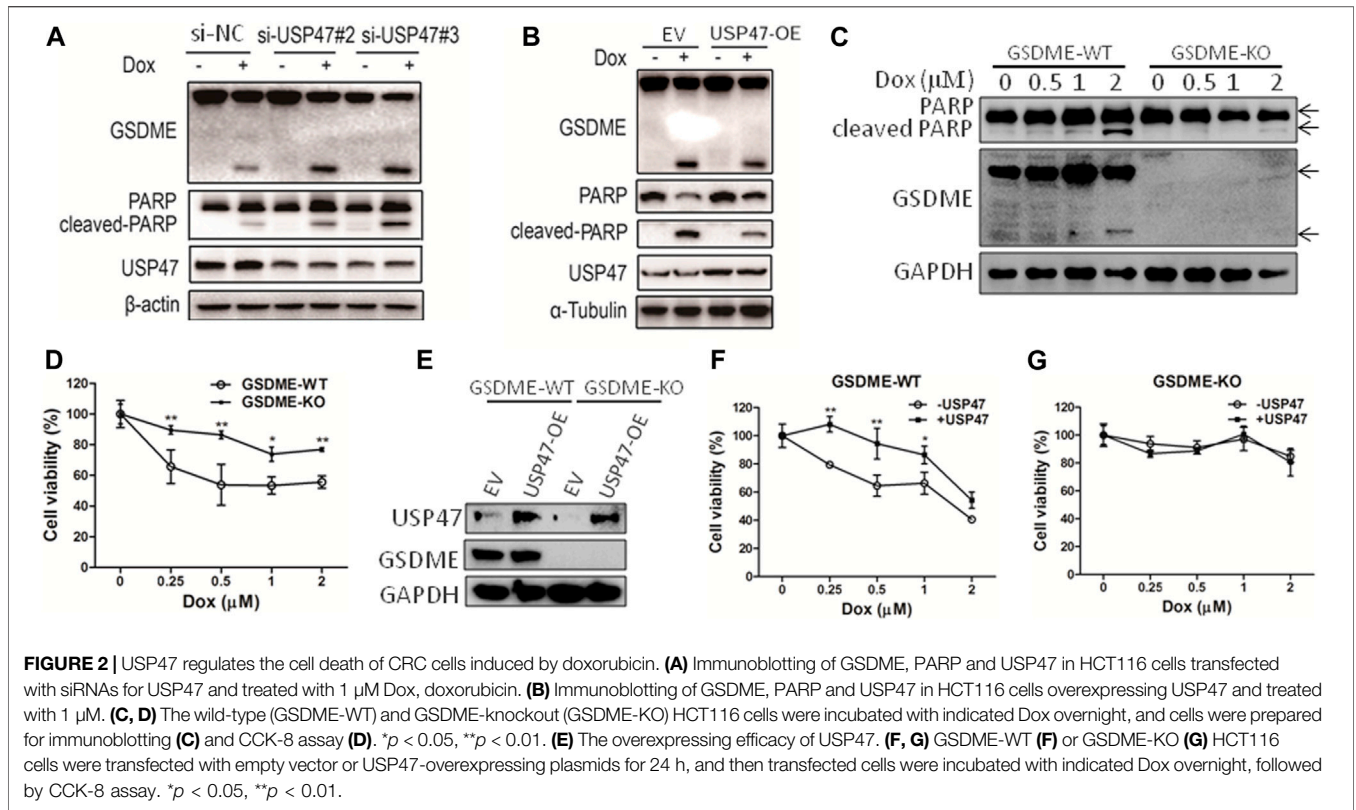 A
si-NC si-USP47#2 si-USP47#3
Dox - + - + - +
GSDME
PARP
cleaved-PARP
USP47
β-actin
B
EV USP47-OE
Dox - + - +
GSDME
PARP
cleaved-PARP
USP47
α-Tubulin
C
GSDME-WT GSDME-KO
Dox (μM) 0 0.5 1 2 0 0.5 1 2
PARP
cleaved PARP
GSDME
GAPDH
D
GSDME-WT
GSDME-KO
120
100
80
60
40
20
0
Cell viability (%)
** ** * **
0 0.25 0.5 1 2
Dox (μM)
E
GSDME-WT GSDME-KO
EV USP47-OE EV USP47-OE
USP47
GSDME
GAPDH
F
GSDME-WT
-USP47
+USP47
120
100
80
60
40
20
0
Cell viability (%)
** ** *
0 0.25 0.5 1 2
Dox (μM)
G
GSDME-KO
-USP47
+USP47
120
100
80
60
40
20
0
Cell viability (%)
0 0.25 0.5 1 2
Dox (μM)
FIGURE 2 | USP47 regulates the cell death of CRC cells induced by doxorubicin. (A) Immunoblotting of GSDME, PARP and USP47 in HCT116 cells transfected
with siRNAs for USP47 and treated with 1 μM Dox, doxorubicin. (B) Immunoblotting of GSDME, PARP and USP47 in HCT116 cells overexpressing USP47 and treated
with 1 μM. (C, D) The wild-type (GSDME-WT) and GSDME-knockout (GSDME-KO) HCT116 cells were incubated with indicated Dox overnight, and cells were prepared
for immunoblotting (C) and CCK-8 assay (D). *p < 0.05, **p < 0.01. (E) The overexpressing efficacy of USP47. (F, G) GSDME-WT (F) or GSDME-KO (G) HCT116
cells were transfected with empty vector or USP47-overexpressing plasmids for 24 h, and then transfected cells were incubated with indicated Dox overnight, followed
by CCK-8 assay. *p < 0.05, **p < 0.01.